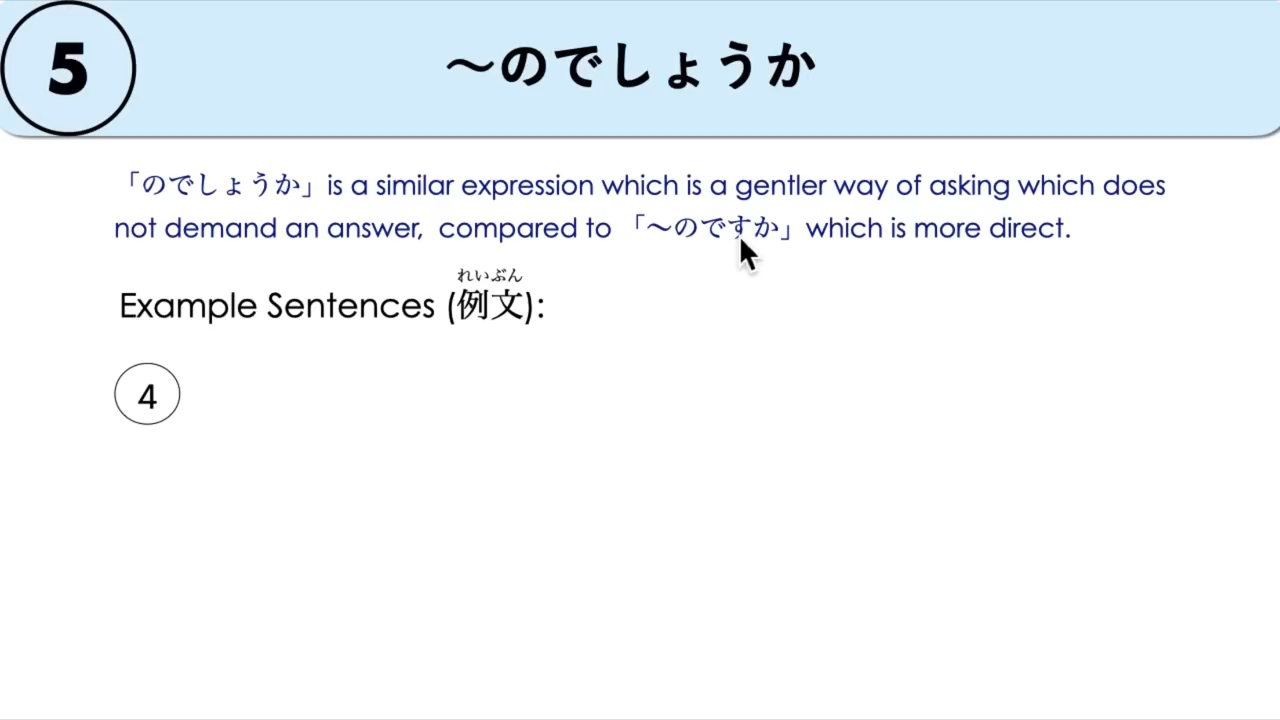 5
～のでしょうか
「のでしょうか」is a similar expression which is a gentler way of asking which does
not demand an answer, compared to 「～のですか」which is more direct.
れいぶん
Example Sentences (例文):
4